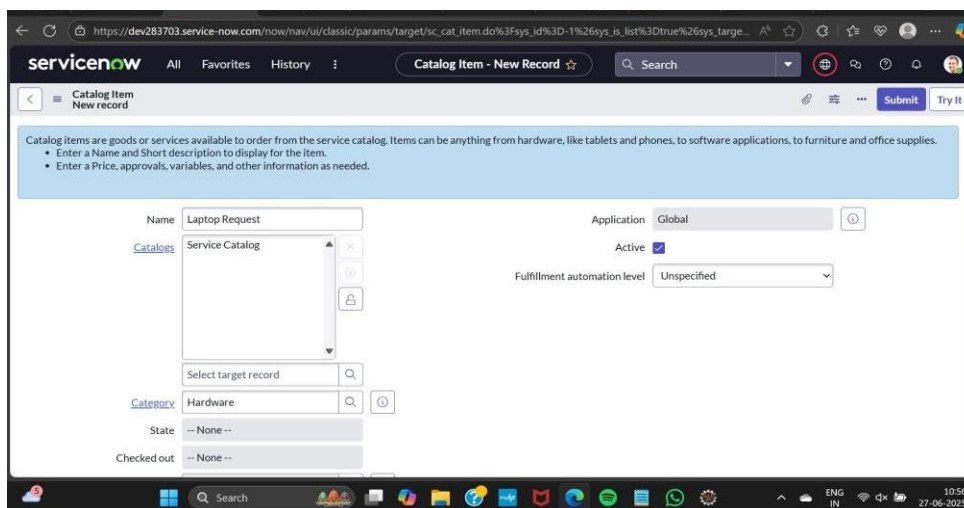 https://dev283703.service-now.com/now/nav/ui/classic/params/target/sc_cat_item.do%3Fsys_id%3D-1%26sys_is_list%3Dtrue%26sys_targe...
servicenow All Favorites History Catalog Item - New Record Search
Catalog Item
New record
Submit Try It
Catalog items are goods or services available to order from the service catalog. Items can be anything from hardware, like tablets and phones, to software applications, to furniture and office supplies.
• Enter a Name and Short description to display for the item.
• Enter a Price, approvals, variables, and other information as needed.
Name Laptop Request Application Global
Catalogs Service Catalog Active
Fulfillment automation level Unspecified
Select target record
Category Hardware
State -- None --
Checked out -- None --
5 Search ENG 10:56
IN 27-06-2025